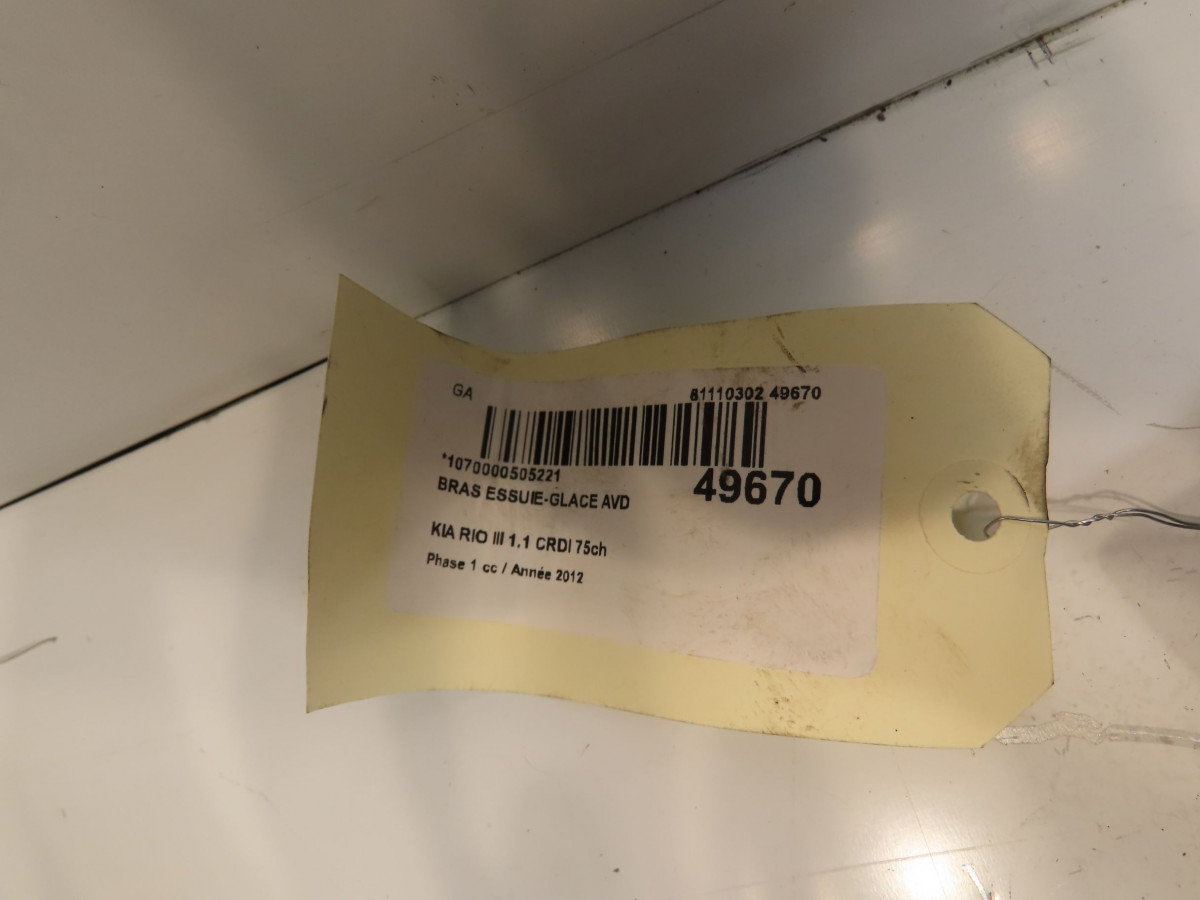 GA 81110302 49670
*1070000505221
49670
BRAS ESSUIE-GLACE AVD
KIA RIO III 1.1 CRDI 75ch
Phase 1 cc / Année 2012